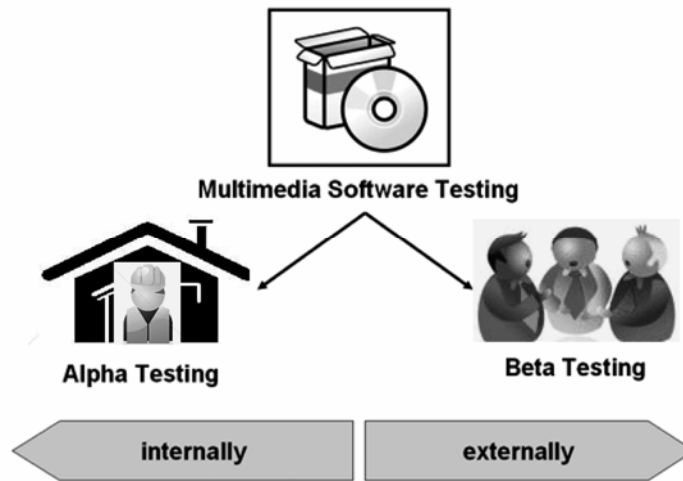 Multimedia Software Testing
Alpha Testing
Beta Testing
internally
externally